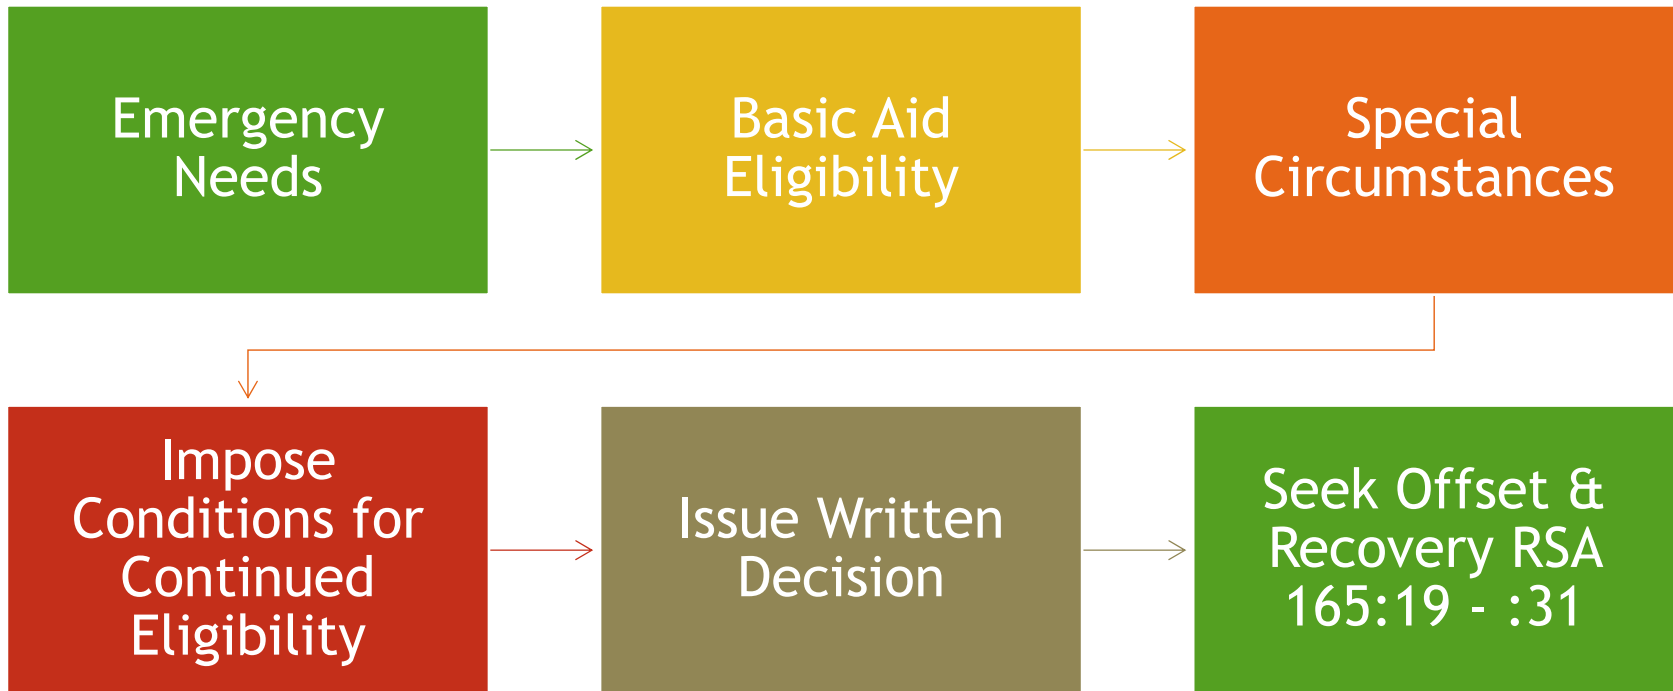 Emergency
Needs
Basic Aid
Eligibility
Special
Circumstances
Impose
Conditions for
Continued
Eligibility
Issue Written
Decision
Seek Offset &
Recovery RSA
165:19 - :31